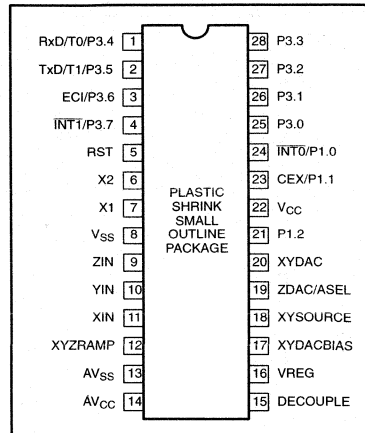 RxD/T0/P3.4 1 28 P3.3
TxD/T1/P3.5 2 27 P3.2
ECI/P3.6 3 26 P3.1
INT1/P3.7 4 25 P3.0
RST 5 24 INT0/P1.0
X2 6 23 CEX/P1.1
X1 7 22 VCC
VSS 8 21 P1.2
ZIN 9 20 XYDAC
YIN 10 19 ZDAC/ASEL
XIN 11 18 XYSOURCE
XYZRAMP 12 17 XYDACBIAS
AVSS 13 16 VREG
AVCC 14 15 DECOUPLE
PLASTIC
SHRINK
SMALL
OUTLINE
PACKAGE